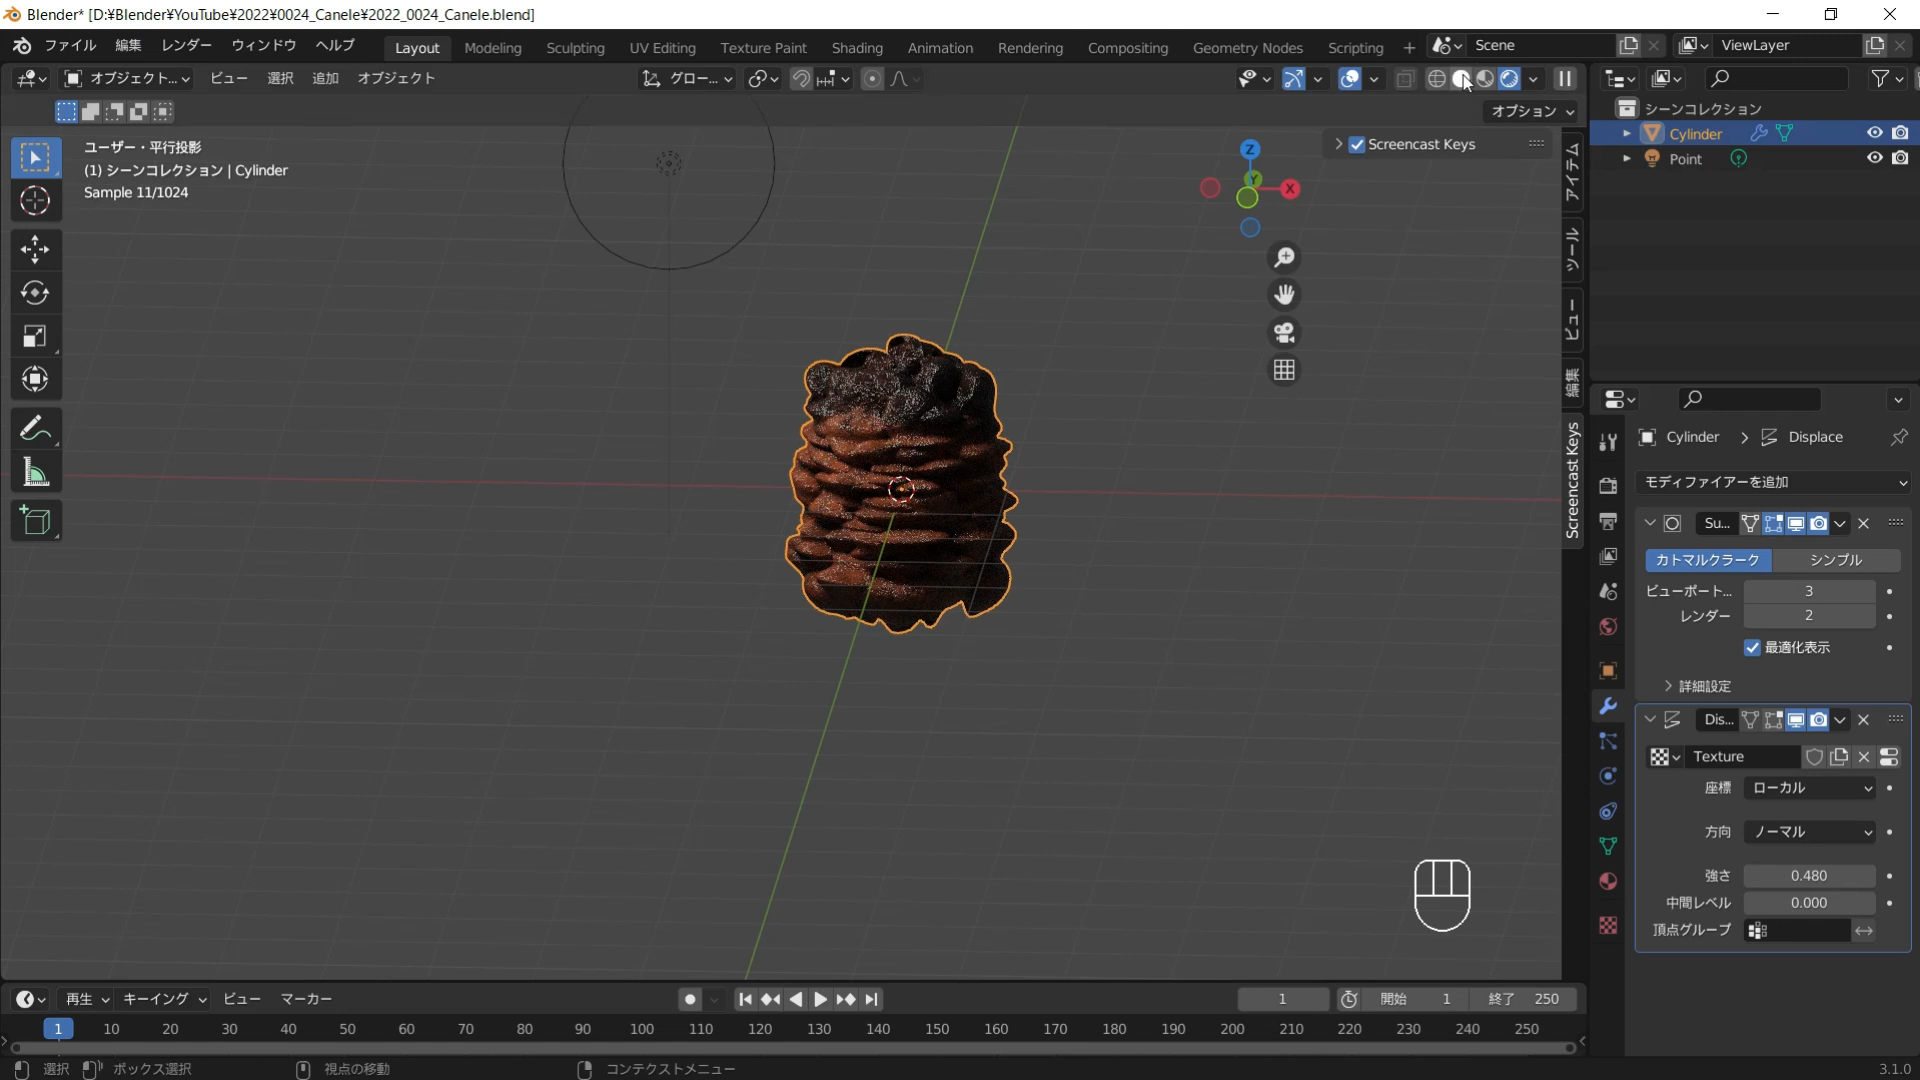 Blender* [D:¥Blender¥YouTube¥2022¥0024_Canele¥2022_0024_Canele.blend]
ファイル 編集 レンダー ウィンドウ ヘルプ Layout Modeling Sculpting UV Editing Texture Paint Shading Animation Rendering Compositing Geometry Nodes Scripting + Scene ViewLayer
オブジェクト... ビュー 選択 追加 オブジェクト グロー...
オプション
シーンコレクション
Cylinder
Point
ユーザー・平行投影
(1) シーンコレクション | Cylinder
Sample 11/1024
Z
Y
X
Screencast Keys
アイテム
ツール
ビュー
編集
Screencast Keys
Cylinder > Displace
モディファイアーを追加
Su...
カトマルクラーク シンプル
ビューポート... 3
レンダー 2
最適化表示
詳細設定
Dis...
Texture
座標 ローカル
方向 ノーマル
強さ 0.480
中間レベル 0.000
頂点グループ
再生 キーイング ビュー マーカー 1 開始 1 終了 250
1 10 20 30 40 50 60 70 80 90 100 110 120 130 140 150 160 170 180 190 200 210 220 230 240 250
選択 ボックス選択 視点の移動 コンテクストメニュー 3.1.0